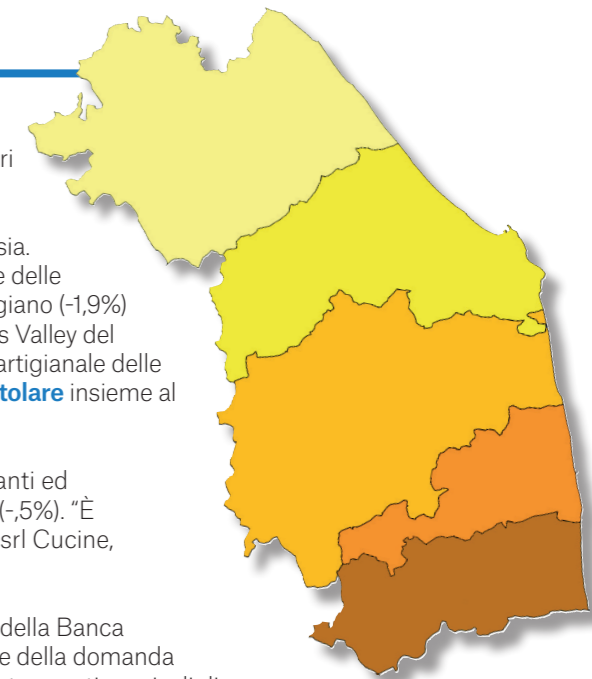 ri
sia.
e delle
giano (-1,9%)
s Valley del
artigianale delle
tolare insieme al
anti ed
(-,5%). “È
srl Cucine,
della Banca
e della domanda